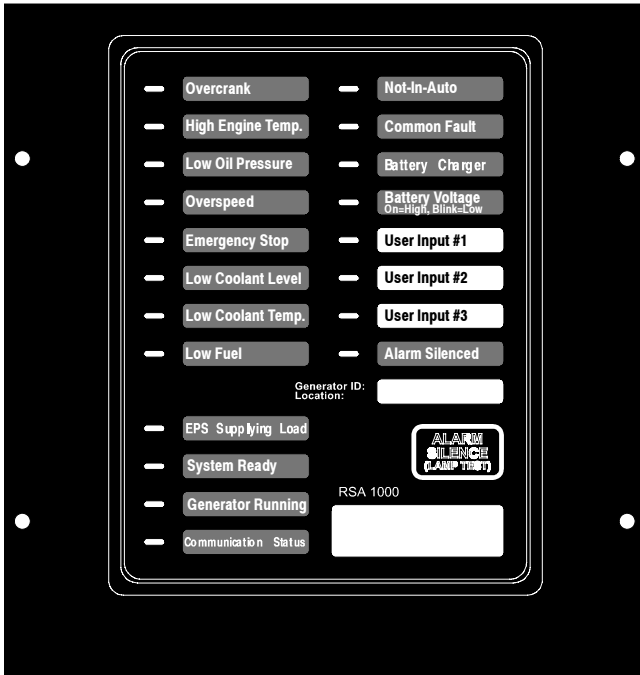 Overcrank
High Engine Temp.
Low Oil Pressure
Overspeed
Emergency Stop
Low Coolant Level
Low Coolant Temp.
Low Fuel
Not-In-Auto
Common Fault
Battery Charger
Battery Voltage
On=High, Blink=Low
User Input #1
User Input #2
User Input #3
Alarm Silenced
Generator ID:
Location:
EPS Supplying Load
System Ready
Generator Running
Communication Status
ALARM
SILENCE
(LAMP TEST)
RSA 1000